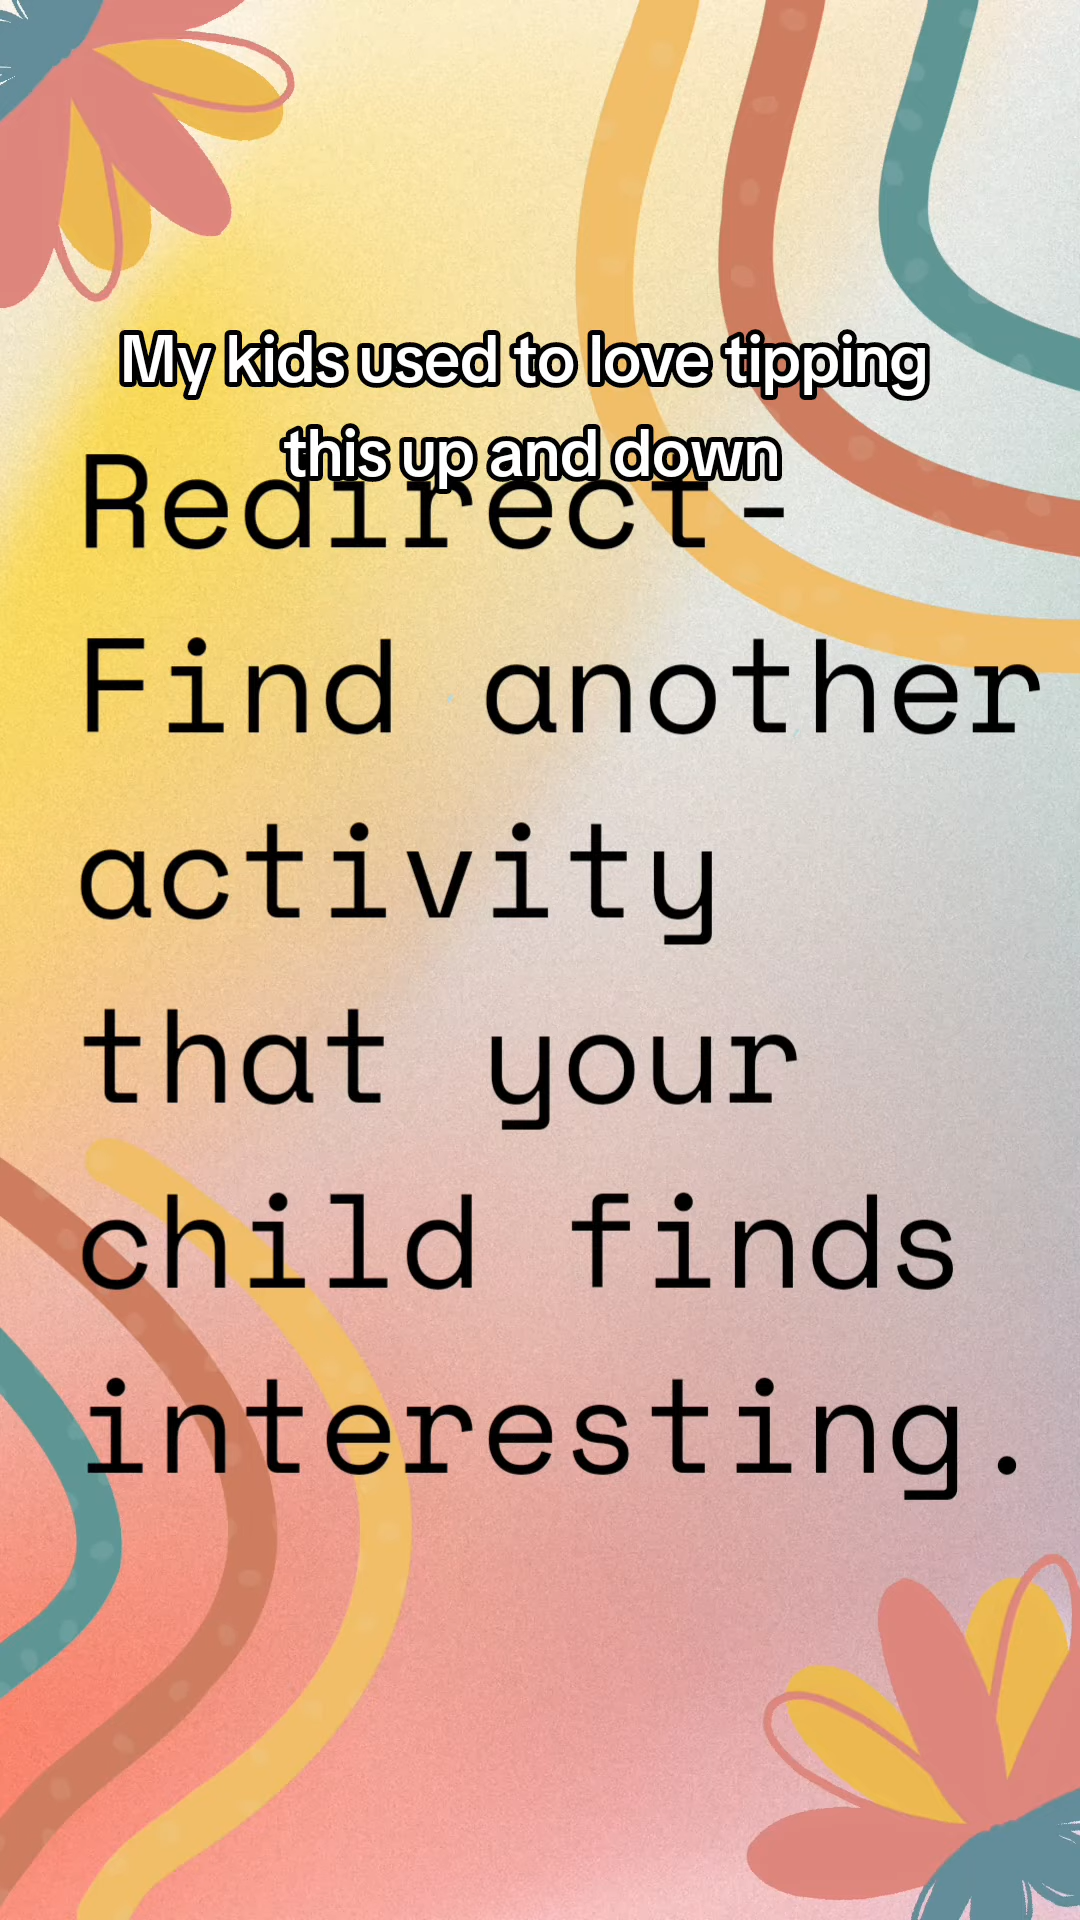 My kids used to love tipping
this up and down
Redirect-
Find another
activity
that your
child finds
interesting.